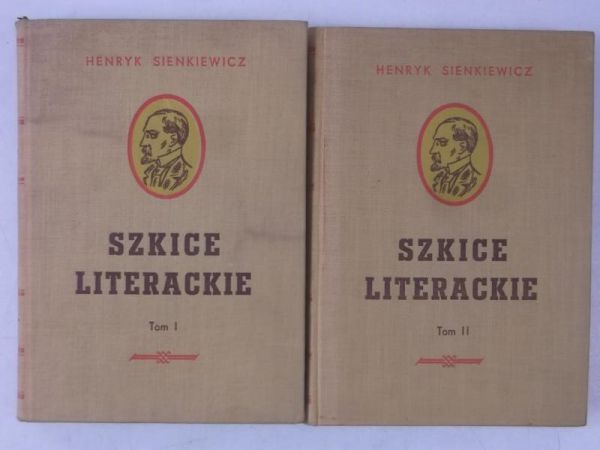 HENRYK SIENKIEWICZ
SZKICE
LITERACKIE
Tom I
HENRYK SIENKIEWICZ
SZKICE
LITERACKIE
Tom II